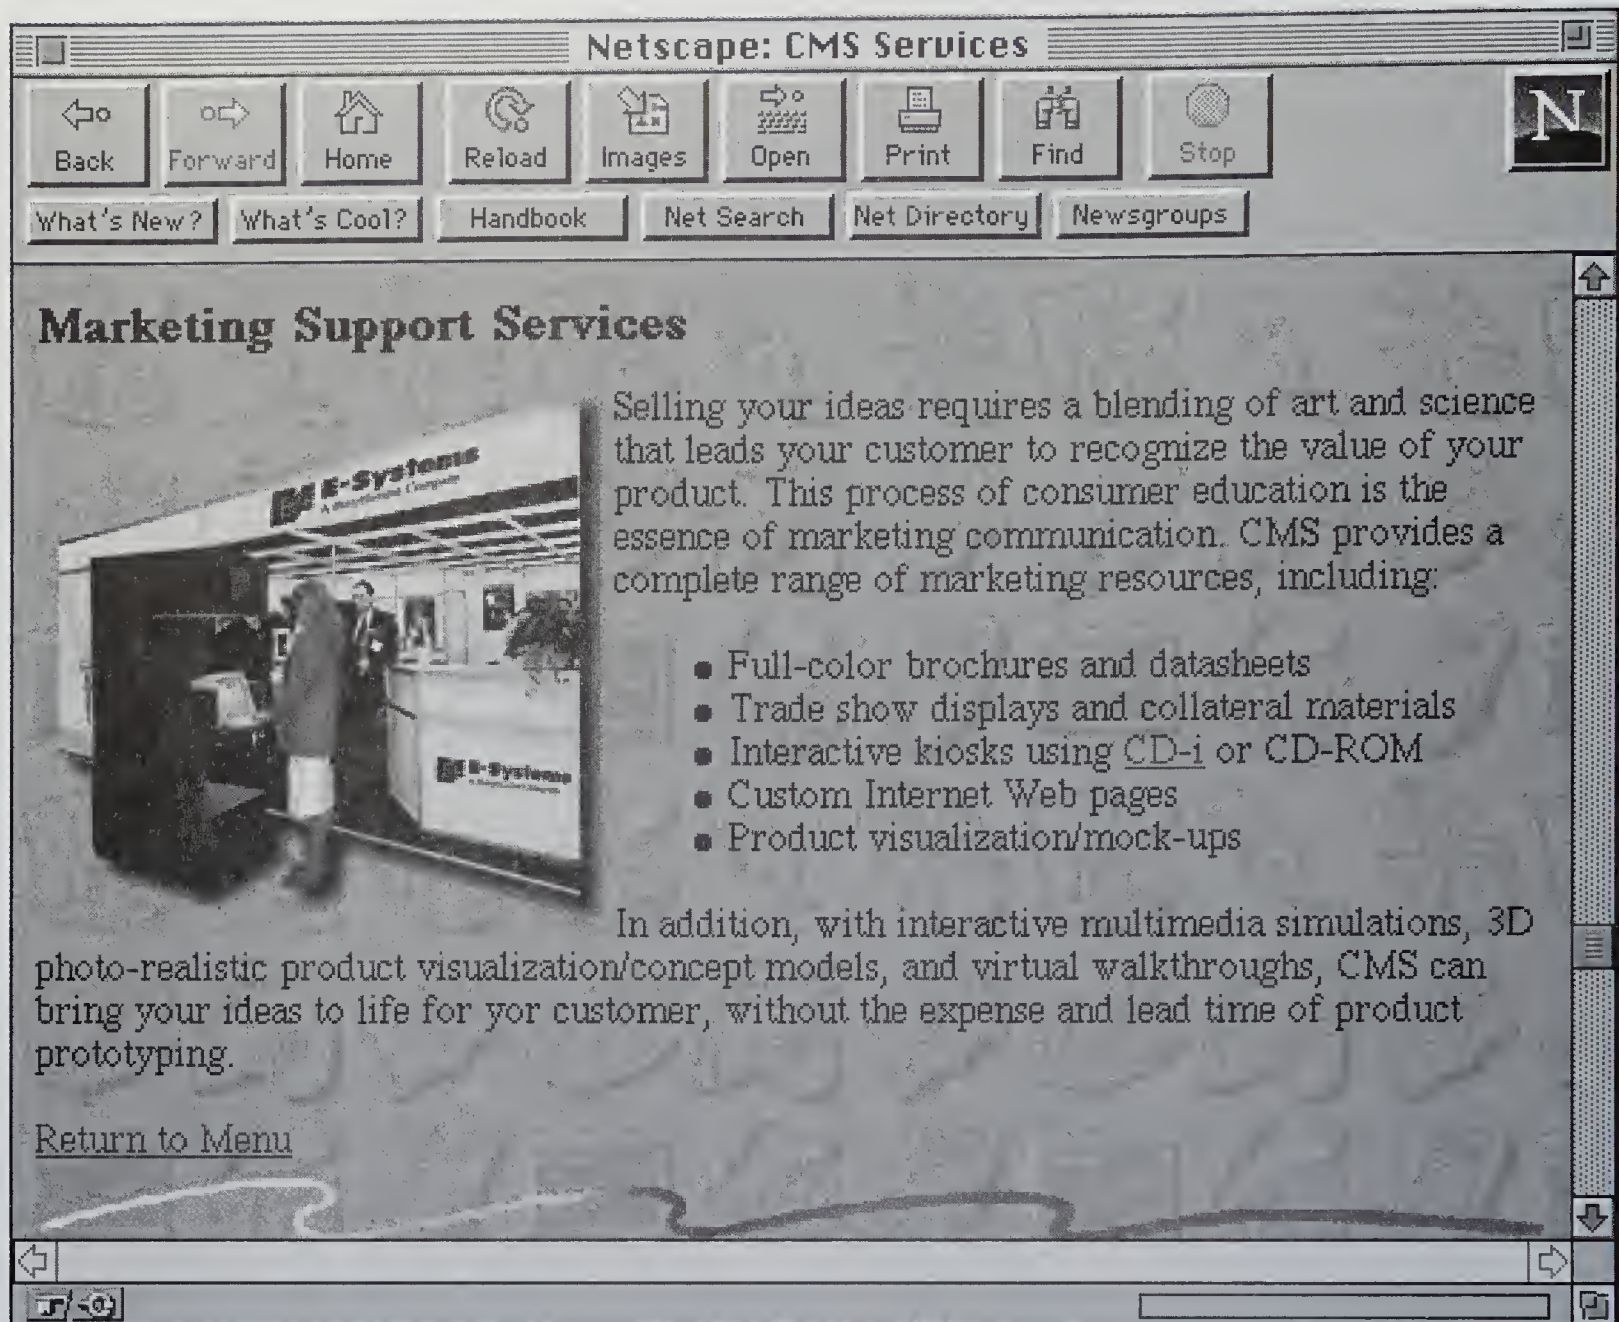 Netscape: CMS Services
N
Back Forward Home Reload Images Open Print Find Stop
What's New? What's Cool? Handbook Net Search Net Directory Newsgroups
Marketing Support Services
Selling your ideas requires a blending of art and science
that leads your customer to recognize the value of your
product. This process of consumer education is the
essence of marketing communication. CMS provides a
complete range of marketing resources, including:
E-Systems
E-Systems
• Full-color brochures and datasheets
• Trade show displays and collateral materials
• Interactive kiosks using CD-i or CD-ROM
• Custom Internet Web pages
• Product visualization/mock-ups
In addition, with interactive multimedia simulations, 3D
photo-realistic product visualization/concept models, and virtual walkthroughs, CMS can
bring your ideas to life for yor customer, without the expense and lead time of product
prototyping.
Return to Menu